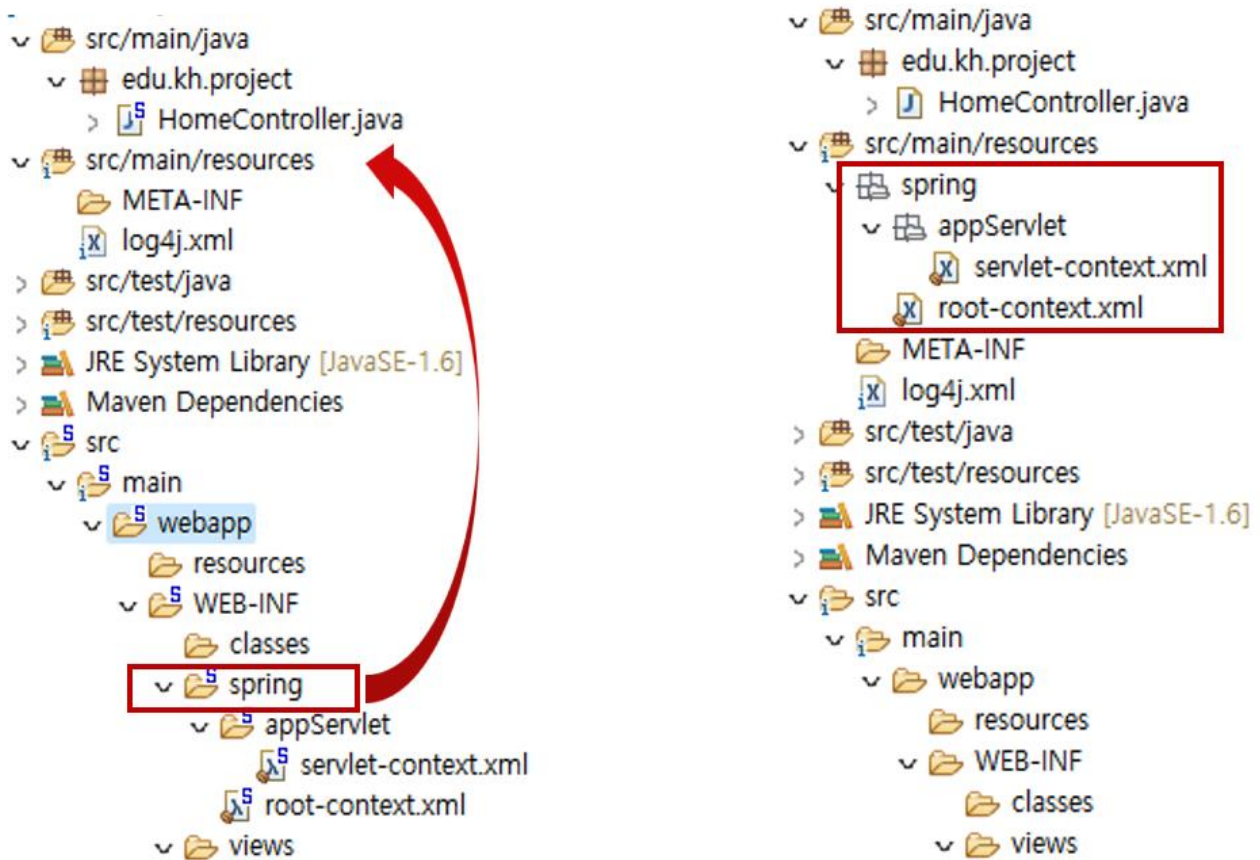 src/main/java
edu.kh.project
HomeController.java
src/main/resources
META-INF
log4j.xml
src/test/java
src/test/resources
JRE System Library [JavaSE-1.6]
Maven Dependencies
src
main
webapp
resources
WEB-INF
classes
spring
appServlet
servlet-context.xml
root-context.xml
views
src/main/java
edu.kh.project
HomeController.java
src/main/resources
spring
appServlet
servlet-context.xml
root-context.xml
META-INF
log4j.xml
src/test/java
src/test/resources
JRE System Library [JavaSE-1.6]
Maven Dependencies
src
main
webapp
resources
WEB-INF
classes
views